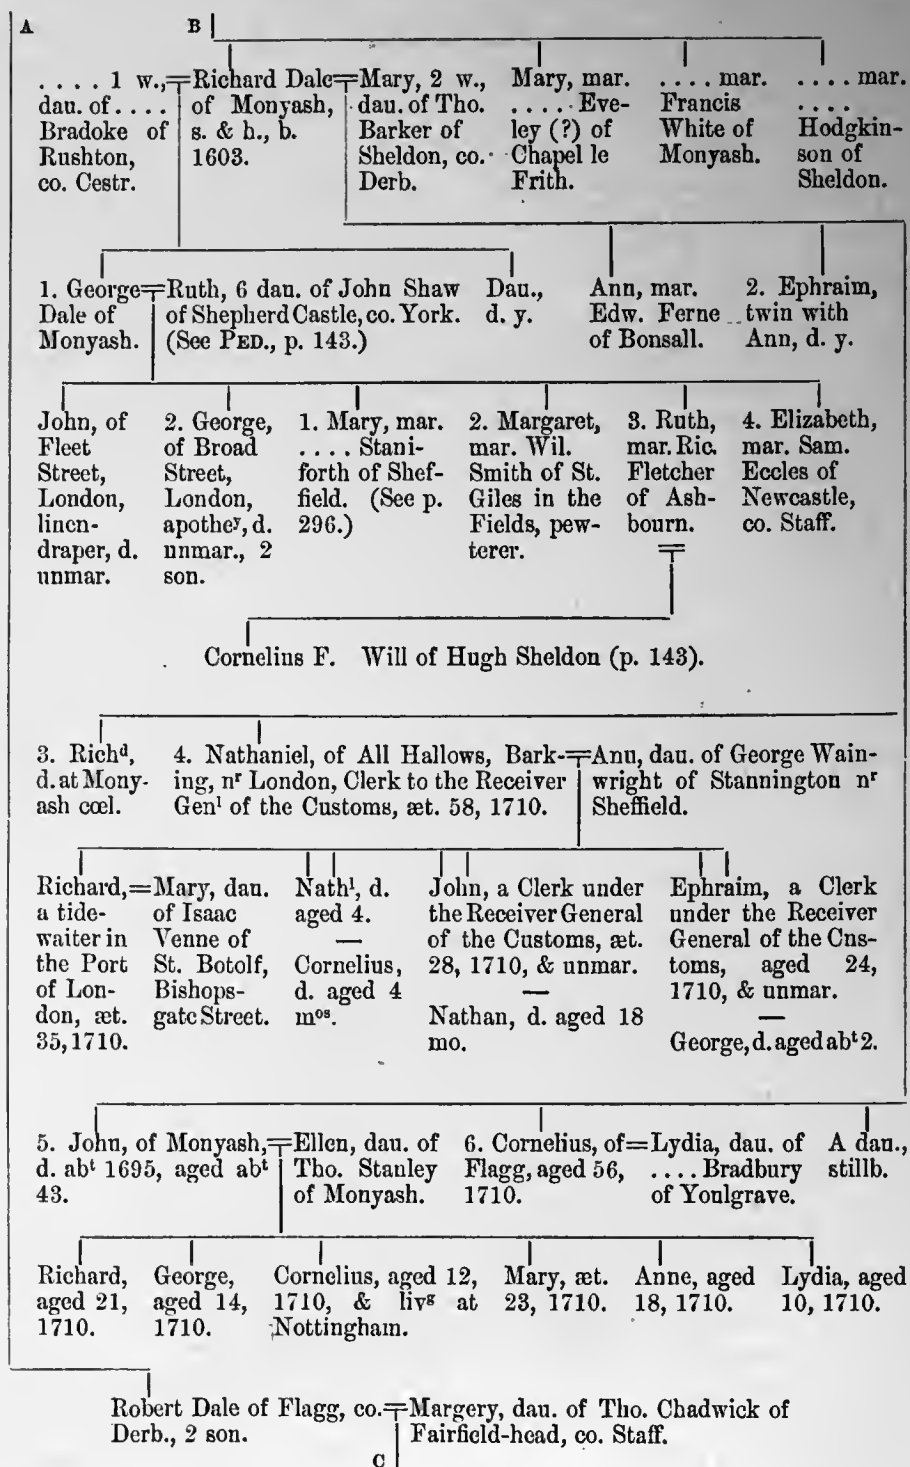 A
B
. . . . 1 w.,
dau. of . . . .
Bradoke of
Rushton,
co. Cestr.
Richard Dale
of Monyash,
s. & h., b.
1603.
Mary, 2 w.,
dau. of Tho.
Barker of
Sheldon, co.
Derb.
Mary, mar.
. . . . Eve-
ley (?) of
Chapel le
Frith.
. . . . mar.
Francis
White of
Monyash.
. . . . mar.
. . . .
Hodgkin-
son of
Sheldon.
1. George
Dale of
Monyash.
Ruth, 6 dau. of John Shaw
of Shepherd Castle, co. York.
(See PED., p. 143.)
Dau.,
d. y.
Ann, mar.
Edw. Ferne
of Bonsall.
2. Ephraim,
twin with
Ann, d. y.
John, of
Fleet
Street,
London,
linen-
draper, d.
unmar.
2. George,
of Broad
Street,
London,
apotheʸ, d.
unmar., 2
son.
1. Mary, mar.
. . . . Stani-
forth of Shef-
field. (See p.
296.)
2. Margaret,
mar. Wil.
Smith of St.
Giles in the
Fields, pew-
terer.
3. Ruth,
mar. Ric.
Fletcher
of Ash-
bourn.
4. Elizabeth,
mar. Sam.
Eccles of
Newcastle,
co. Staff.
Cornelius F. Will of Hugh Sheldon (p. 143).
3. Richᵈ,
d. at Mony-
ash cœl.
4. Nathaniel, of All Hallows, Bark-
ing, nʳ London, Clerk to the Receiver
Genˡ of the Customs, æt. 58, 1710.
Ann, dau. of George Wain-
wright of Stannington nʳ
Sheffield.
Richard,
a tide-
waiter in
the Port
of Lon-
don, æt.
35, 1710.
Mary, dau.
of Isaac
Venne of
St. Botolf,
Bishops-
gate Street.
Nathˡ, d.
aged 4.
—
Cornelius,
d. aged 4
mᵒˢ.
John, a Clerk under
the Receiver General
of the Customs, æt.
28, 1710, & unmar.
—
Nathan, d. aged 18
mo.
Ephraim, a Clerk
under the Receiver
General of the Cus-
toms, aged 24,
1710, & unmar.
—
George, d. aged abᵗ 2.
5. John, of Monyash,
d. abᵗ 1695, aged abᵗ
43.
Ellen, dau. of
Tho. Stanley
of Monyash.
6. Cornelius, of
Flagg, aged 56,
1710.
Lydia, dau. of
. . . . Bradbury
of Youlgrave.
A dau.,
stillb.
Richard,
aged 21,
1710.
George,
aged 14,
1710.
Cornelius, aged 12,
1710, & livᵍ at
Nottingham.
Mary, æt.
23, 1710.
Anne, aged
18, 1710.
Lydia, aged
10, 1710.
Robert Dale of Flagg, co.
Derb., 2 son.
Margery, dau. of Tho. Chadwick of
Fairfield-head, co. Staff.
C